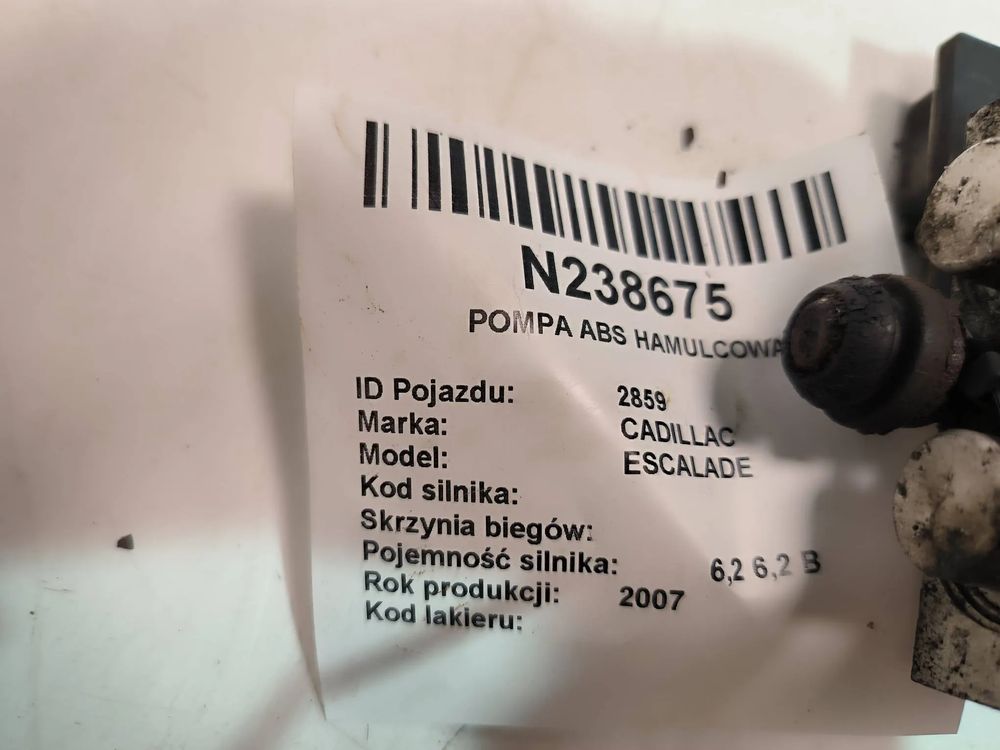 N238675
POMPA ABS HAMULCOWA
ID Pojazdu: 2859
Marka: CADILLAC
Model: ESCALADE
Kod silnika:
Skrzynia biegów:
Pojemność silnika: 6,2 6,2 B
Rok produkcji: 2007
Kod lakieru: